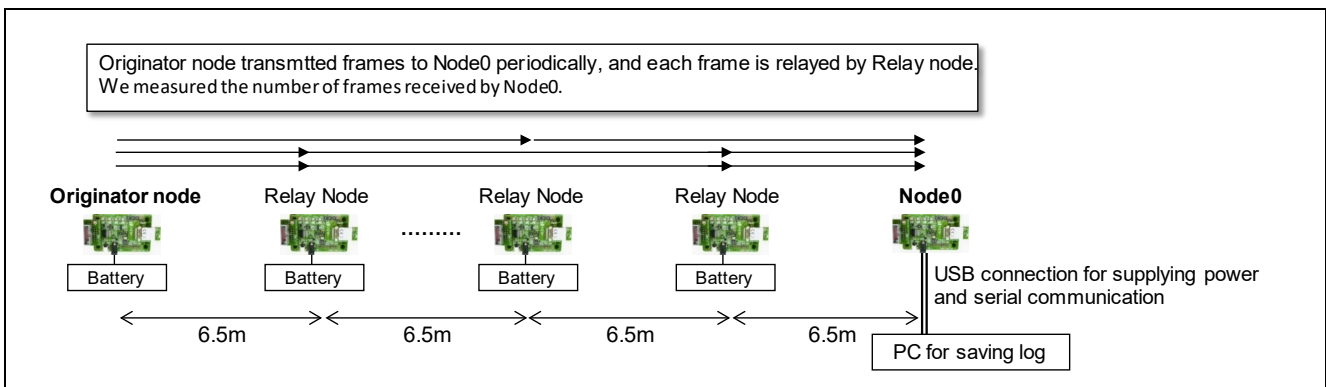 Originator node transmtted frames to Node0 periodically, and each frame is relayed by Relay node.
We measured the number of frames received by Node0.
Originator node Relay Node Relay Node Relay Node Node0
.........
Battery Battery Battery Battery
USB connection for supplying power
and serial communication
6.5m 6.5m 6.5m 6.5m
PC for saving log